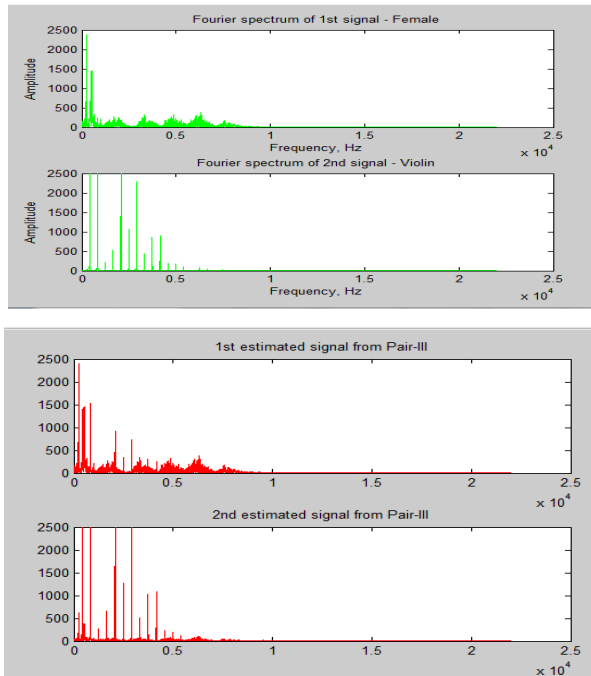 Fourier spectrum of 1st signal - Female
2500
2000
1500
1000
500
0
Amplitude
0 0.5 1 1.5 2 2.5
Frequency, Hz
x 10^4
Fourier spectrum of 2nd signal - Violin
2500
2000
1500
1000
500
0
Amplitude
0 0.5 1 1.5 2 2.5
Frequency, Hz
x 10^4
1st estimated signal from Pair-III
2500
2000
1500
1000
500
0
0 0.5 1 1.5 2 2.5
x 10^4
2nd estimated signal from Pair-III
2500
2000
1500
1000
500
0
0 0.5 1 1.5 2 2.5
x 10^4